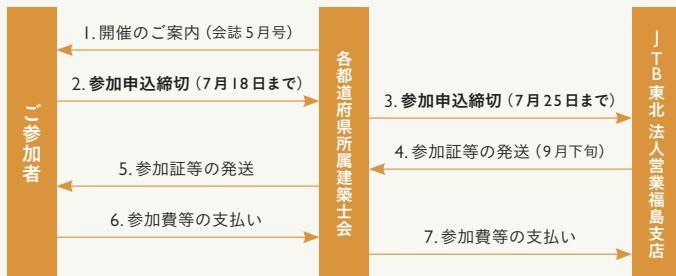 ご参加者
1.開催のご案内(会誌5月号)
2.参加申込締切(7月18日まで)
5.参加証等の発送
6.参加費等の支払い
各都道府県所属建築士会
3.参加申込締切(7月25日まで)
4.参加証等の発送(9月下旬)
7.参加費等の支払い
JTB東北 法人営業福島支店